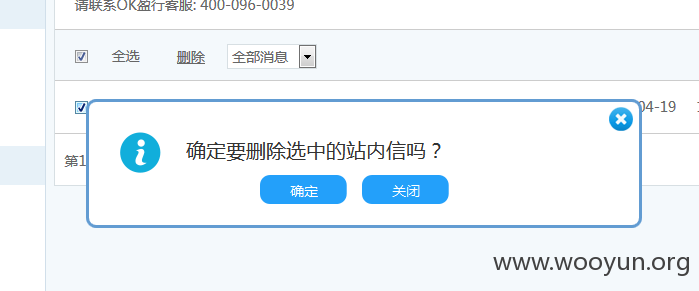 请联系OK盈行客服: 400-096-0039
全选 删除 全部消息
04-19
确定要删除选中的站内信吗？
第1
确定 关闭
www.wooyun.org